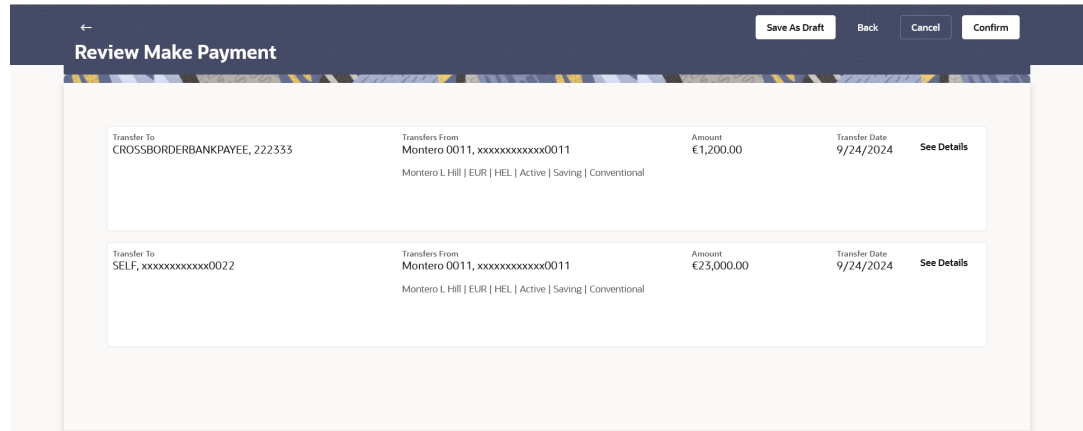 ←
Save As Draft Back Cancel Confirm
Review Make Payment
Transfer To Transfers From Amount Transfer Date
CROSSBORDERBANKPAYEE, 222333 Montero 0011, xxxxxxxxxxxx0011 €1,200.00 9/24/2024 See Details
Montero L Hill | EUR | HEL | Active | Saving | Conventional
Transfer To Transfers From Amount Transfer Date
SELF, xxxxxxxxxxxx0022 Montero 0011, xxxxxxxxxxxx0011 €23,000.00 9/24/2024 See Details
Montero L Hill | EUR | HEL | Active | Saving | Conventional